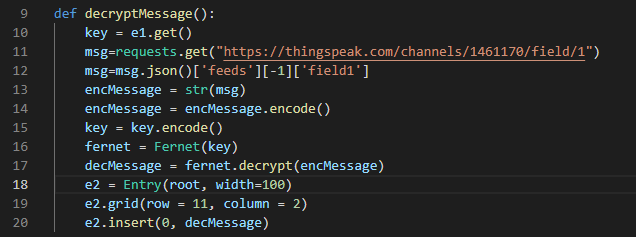 9 def decryptMessage():
10 key = e1.get()
11 msg=requests.get("https://thingspeak.com/channels/1461170/field/1")
12 msg=msg.json()['feeds'][-1]['field1']
13 encMessage = str(msg)
14 encMessage = encMessage.encode()
15 key = key.encode()
16 fernet = Fernet(key)
17 decMessage = fernet.decrypt(encMessage)
18 e2 = Entry(root, width=100)
19 e2.grid(row = 11, column = 2)
20 e2.insert(0, decMessage)